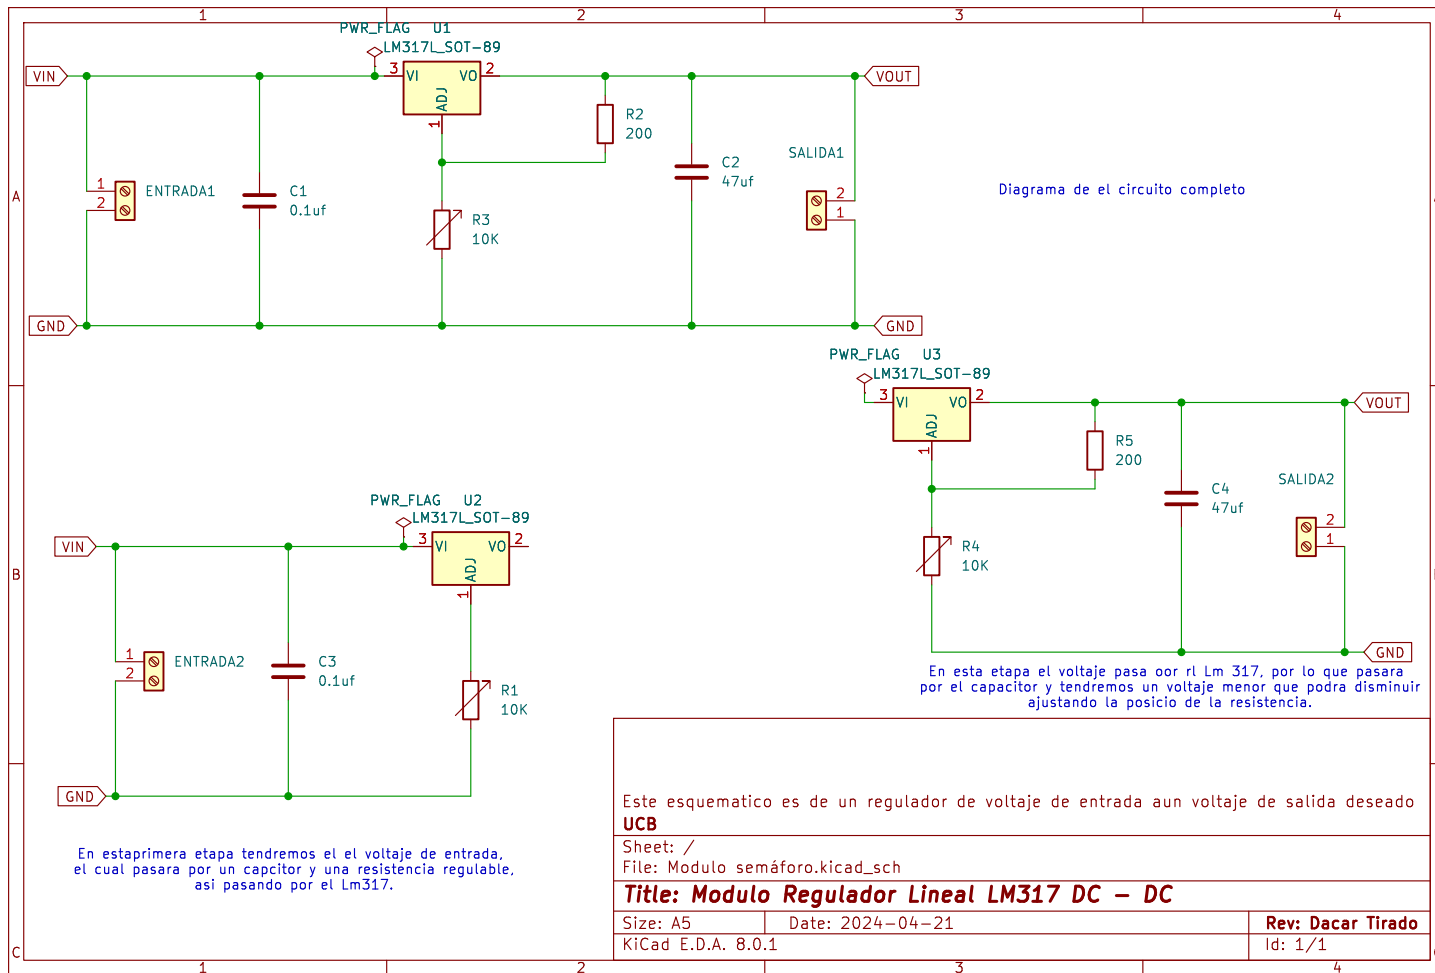 1 2 3 4
PWR_FLAG U1
LM317L_SOT-89
VIN
3 VI VO 2
ADJ
1
VOUT
R2
200
SALIDA1
C2
47uf
1
2
ENTRADA1
C1
0.1uf
2
1
R3
10K
Diagrama de el circuito completo
A
GND
GND
PWR_FLAG U3
LM317L_SOT-89
3 VI VO 2
ADJ
1
VOUT
R5
200
SALIDA2
C4
47uf
2
1
R4
10K
GND
En esta etapa el voltaje pasa oor rl Lm 317, por lo que pasara
por el capacitor y tendremos un voltaje menor que podra disminuir
ajustando la posicio de la resistencia.
PWR_FLAG U2
LM317L_SOT-89
VIN
3 VI VO 2
ADJ
1
B
1
2
ENTRADA2
C3
0.1uf
R1
10K
GND
En estaprimera etapa tendremos el el voltaje de entrada,
el cual pasara por un capcitor y una resistencia regulable,
asi pasando por el Lm317.
Este esquematico es de un regulador de voltaje de entrada aun voltaje de salida deseado
UCB
Sheet: /
File: Modulo semáforo.kicad_sch
Title: Modulo Regulador Lineal LM317 DC - DC
Size: A5 Date: 2024-04-21 Rev: Dacar Tirado
KiCad E.D.A. 8.0.1 Id: 1/1
C
1 2 3 4